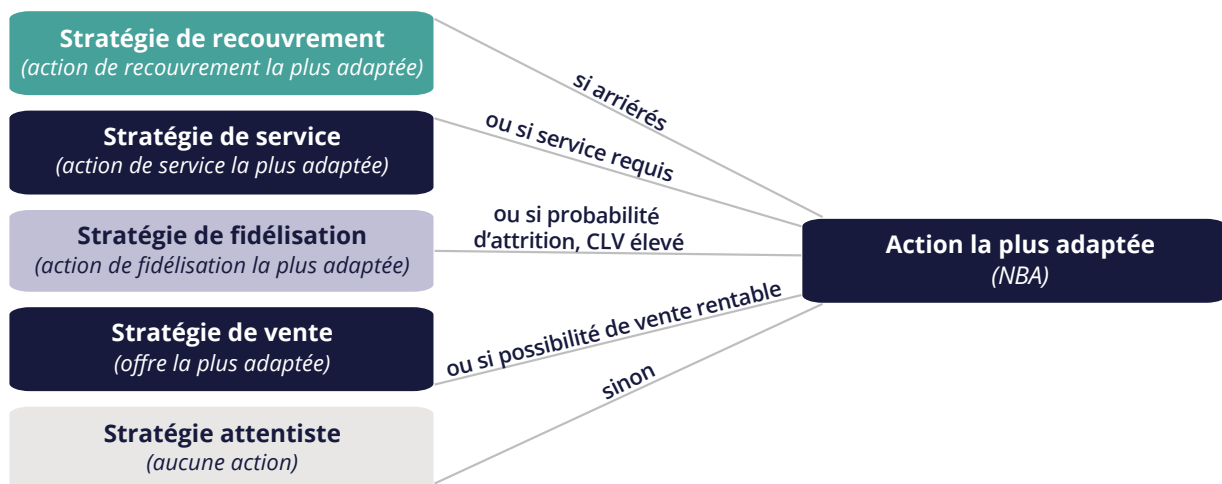 Stratégie de recouvrement
(action de recouvrement la plus adaptée)
si arriérés
Stratégie de service
(action de service la plus adaptée)
ou si service requis
Stratégie de fidélisation
(action de fidélisation la plus adaptée)
ou si probabilité
d'attrition, CLV élevé
Stratégie de vente
(offre la plus adaptée)
ou si possibilité de vente rentable
Stratégie attentiste
(aucune action)
sinon
Action la plus adaptée
(NBA)